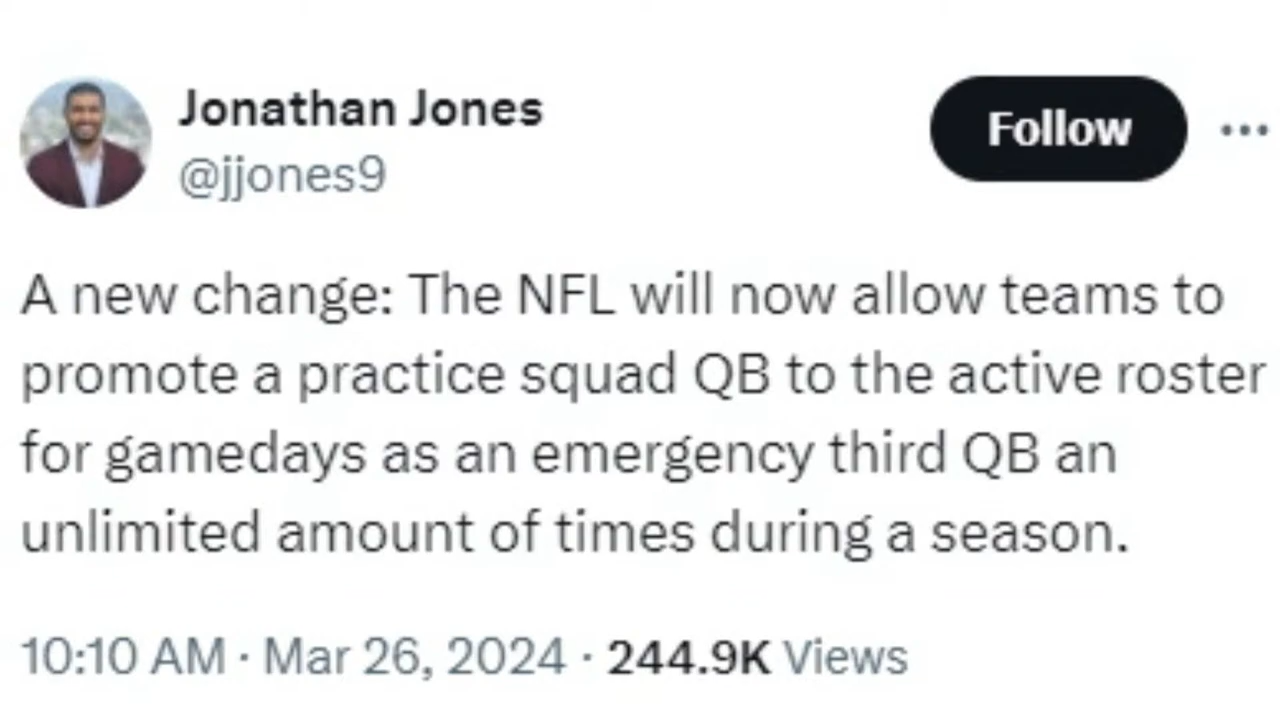 Jonathan Jones
@jjones9
Follow
A new change: The NFL will now allow teams to
promote a practice squad QB to the active roster
for gamedays as an emergency third QB an
unlimited amount of times during a season.
10:10 AM · Mar 26, 2024 · 244.9K Views